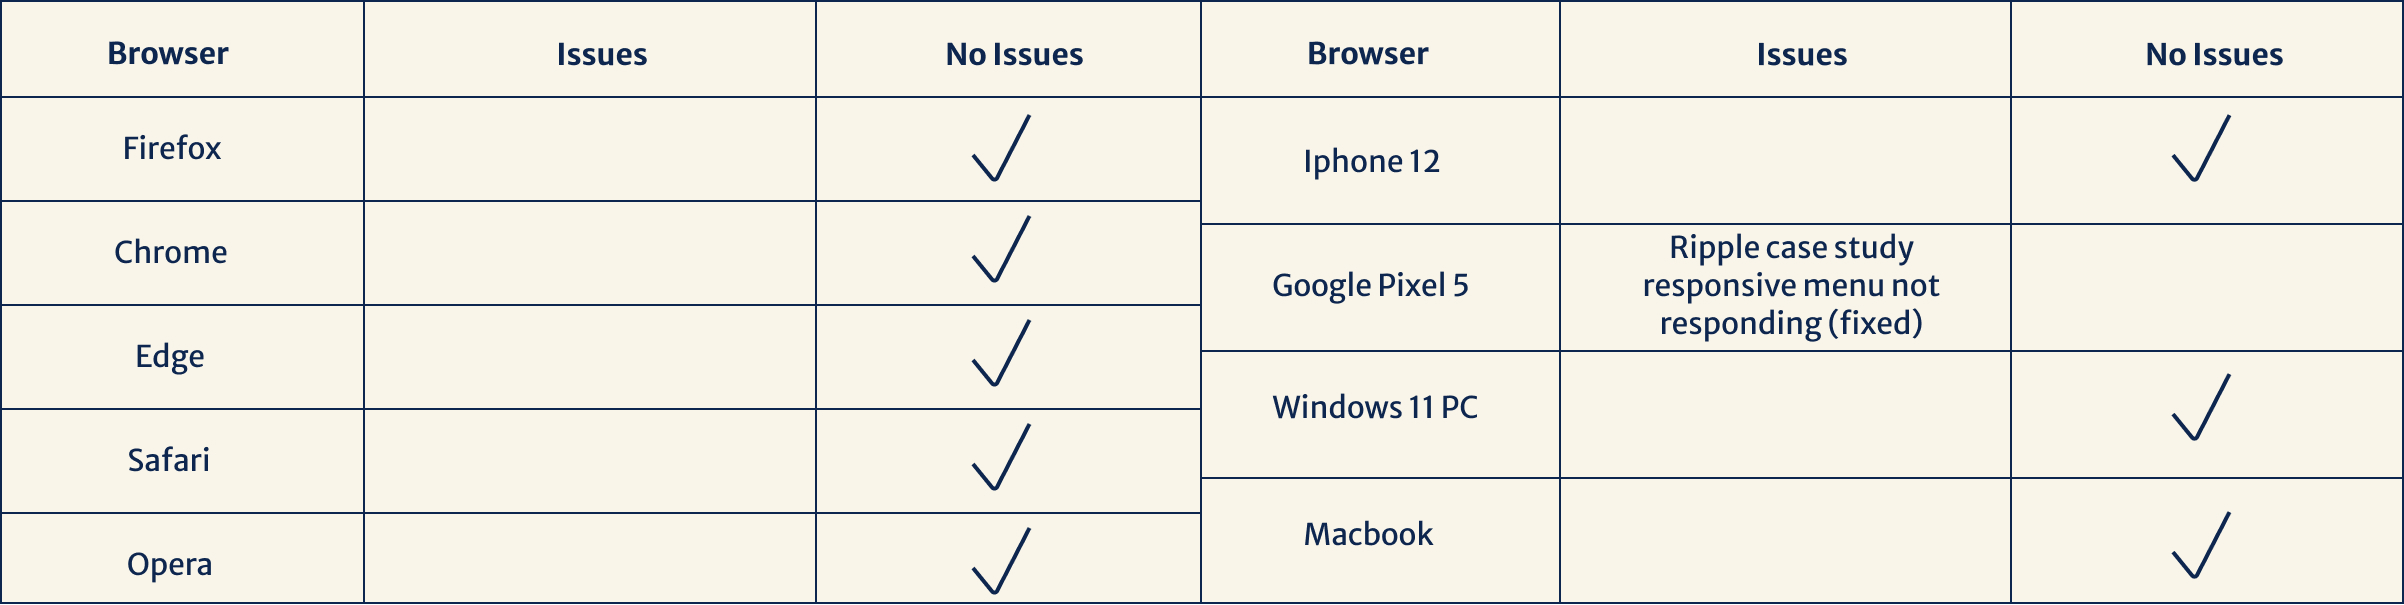 Browser Issues No Issues Browser Issues No Issues
Firefox
Chrome
Edge
Safari
Opera
Iphone 12
Google Pixel 5
Ripple case study
responsive menu not
responding (fixed)
Windows 11 PC
Macbook